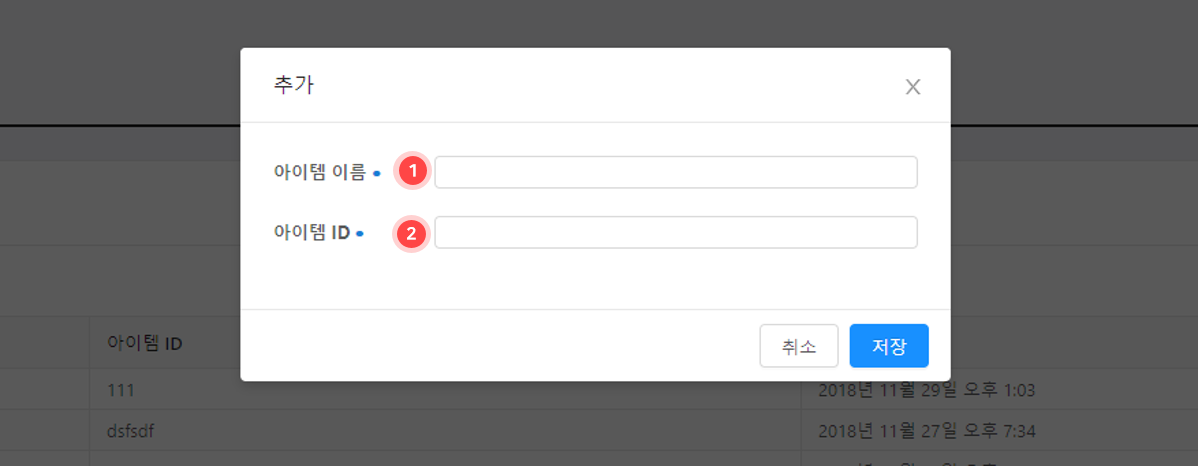 추가
아이템 이름 1
아이템 ID 2
취소 저장
아이템 ID
111 2018년 11월 29일 오후 1:03
dsfsdf 2018년 11월 27일 오후 7:34